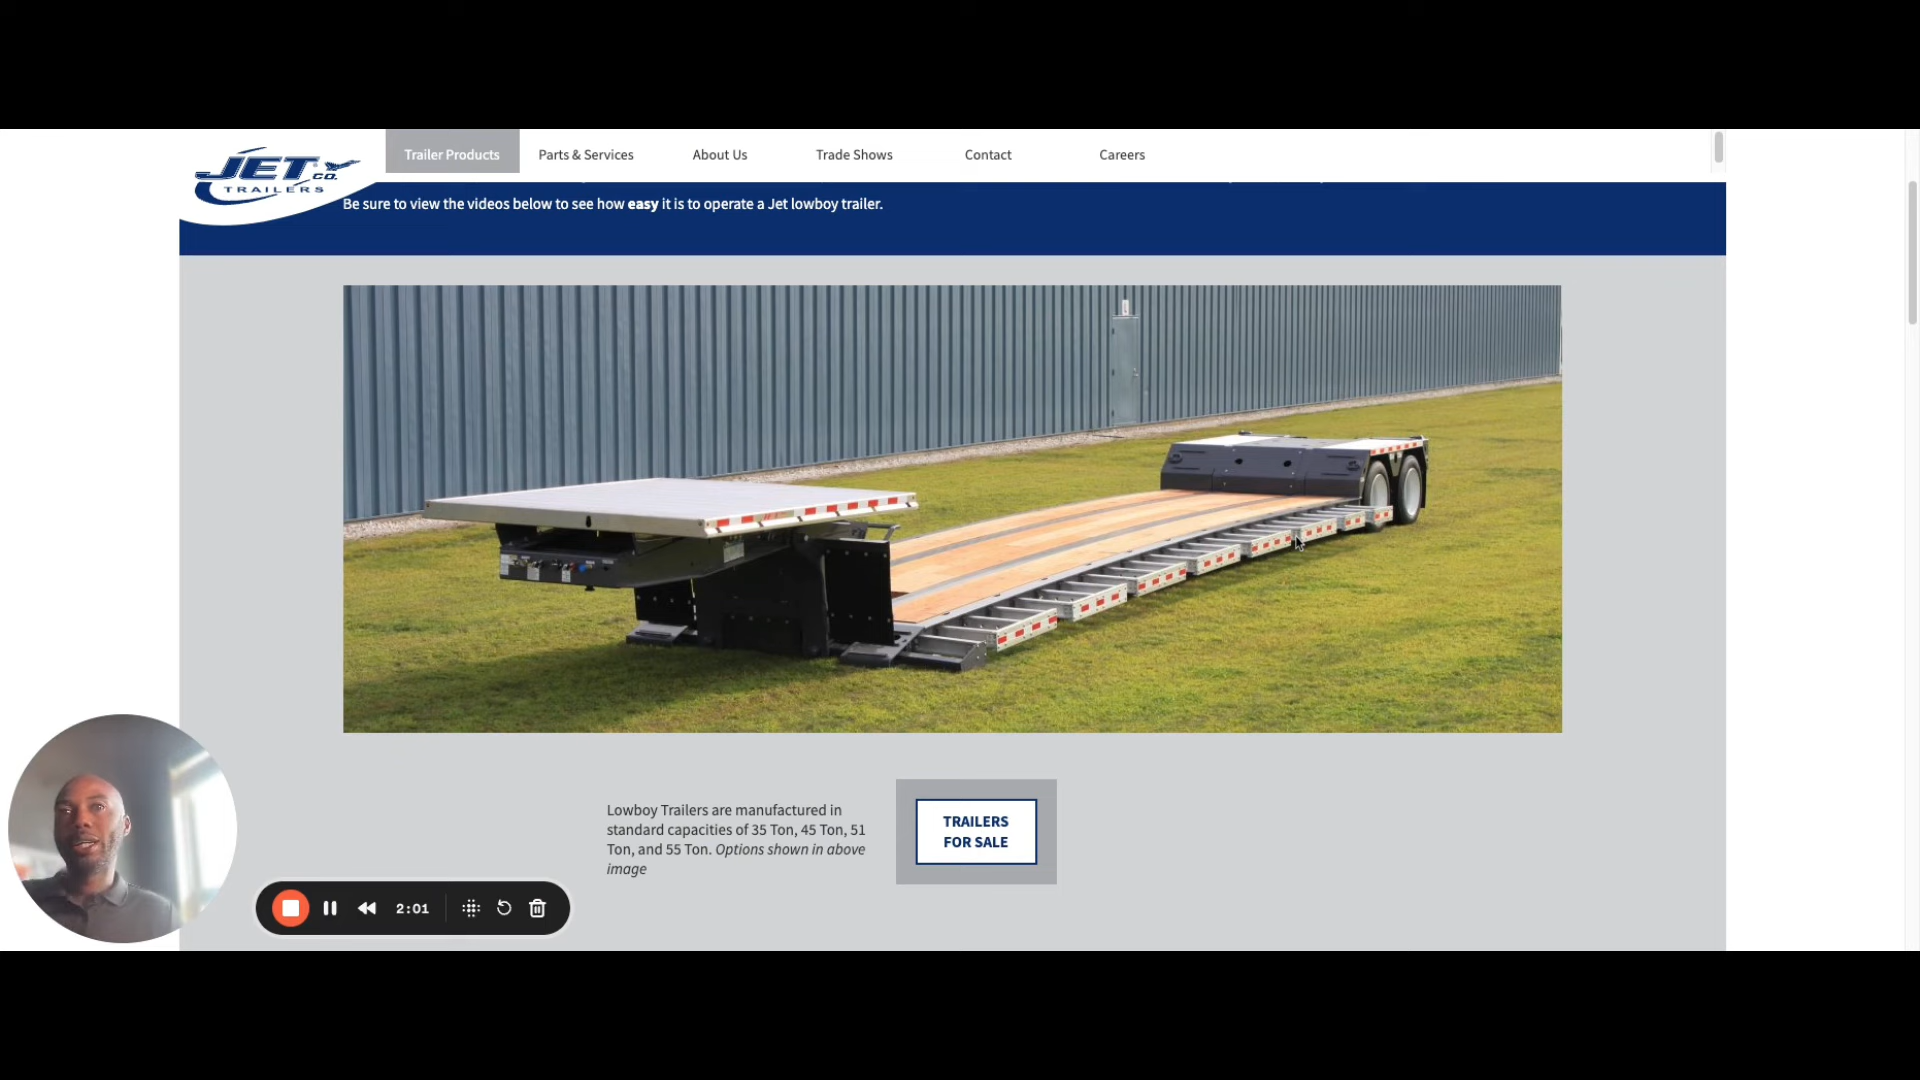 JET CO.
TRAILERS
Trailer Products
Parts & Services
About Us
Trade Shows
Contact
Careers
Be sure to view the videos below to see how easy it is to operate a Jet lowboy trailer.
Lowboy Trailers are manufactured in
standard capacities of 35 Ton, 45 Ton, 51
Ton, and 55 Ton. Options shown in above
image
TRAILERS
FOR SALE
2:01